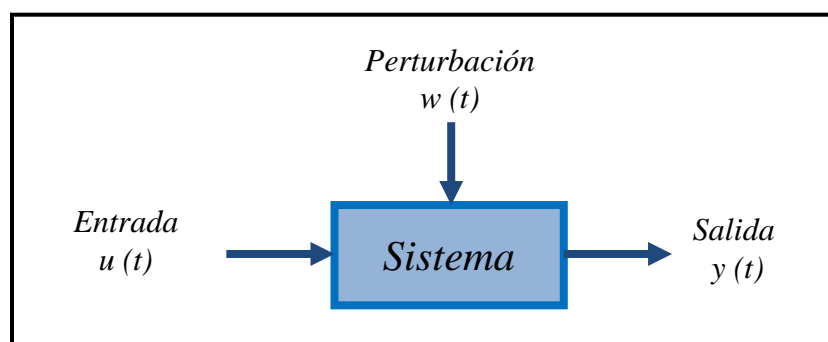 Perturbación
w (t)
Entrada
u (t)
Sistema
Salida
y (t)